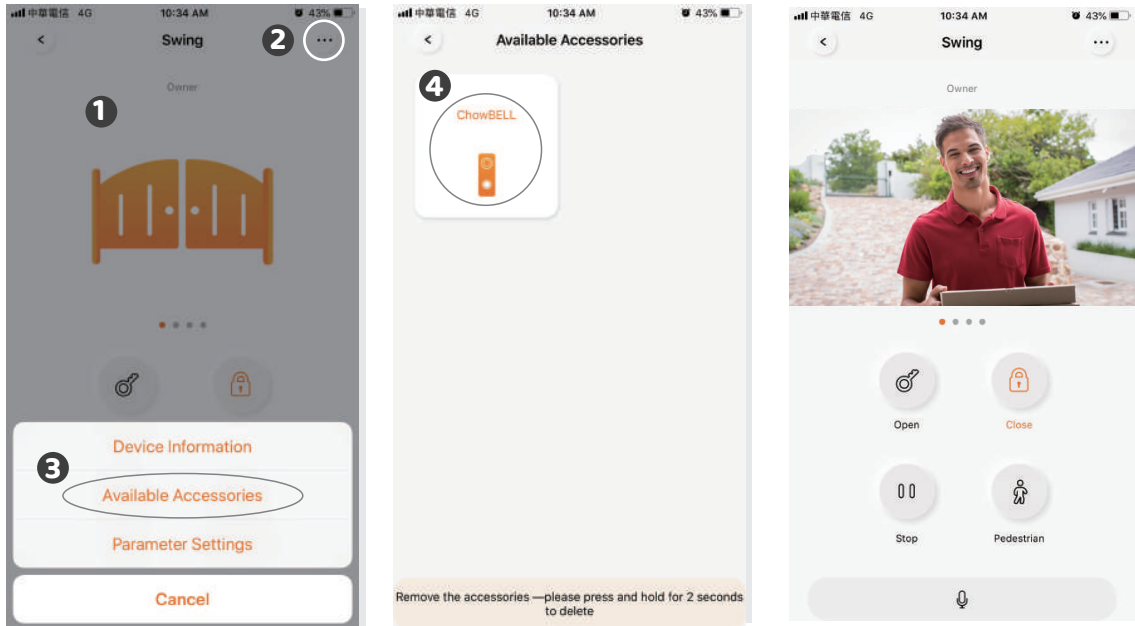 中華電信 4G 10:34 AM 43%
Swing
2
Owner
1
3
Device Information
Available Accessories
Parameter Settings
Cancel
中華電信 4G 10:34 AM 43%
Available Accessories
4
ChowBELL
Remove the accessories —please press and hold for 2 seconds
to delete
中華電信 4G 10:34 AM 43%
Swing
Owner
Open Close
Stop Pedestrian